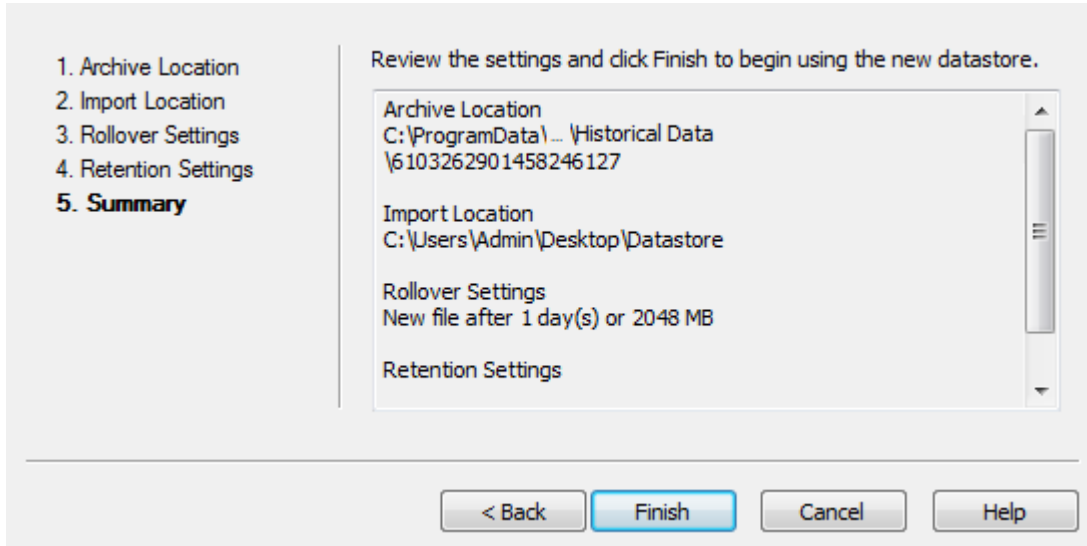 1. Archive Location
2. Import Location
3. Rollover Settings
4. Retention Settings
5. Summary
Review the settings and click Finish to begin using the new datastore.
Archive Location
C:\ProgramData\ ... \Historical Data
\6103262901458246127
Import Location
C:\Users\Admin\Desktop\Datastore
Rollover Settings
New file after 1 day(s) or 2048 MB
Retention Settings
< Back Finish Cancel Help